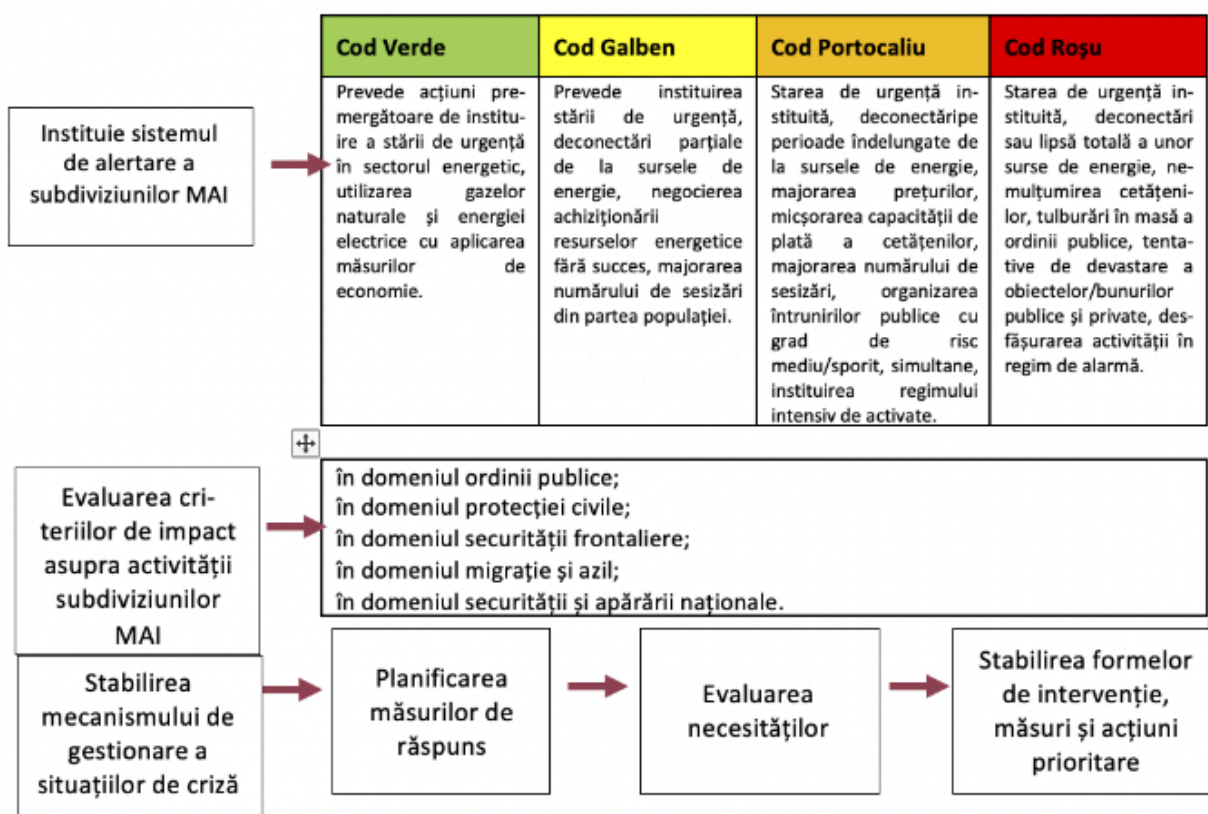 Cod Verde
Prevede acțiuni pre-
mergătoare de institu-
ire a stării de urgență
în sectorul energetic,
utilizarea gazelor
naturale și energiei
electrice cu aplicarea
măsurilor de
economie.
Cod Galben
Prevede instituirea
stării de urgență,
deconectări parțiale
de la sursele de
energie, negocierea
achiziționării
resurselor energetice
fără succes, majorarea
numărului de sesizări
din partea populației.
Cod Portocaliu
Starea de urgență in-
stituită, deconectăripe
perioade îndelungate de
la sursele de energie,
majorarea prețurilor,
micșorarea capacității de
plată a cetățenilor,
majorarea numărului de
sesizări, organizarea
întrunirilor publice cu
grad de risc
mediu/sporit, simultane,
instituirea regimului
intensiv de activate.
Cod Roșu
Starea de urgență in-
stituită, deconectări
sau lipsă totală a unor
surse de energie, ne-
mulțumirea cetățeni-
lor, tulburări în masă a
ordinii publice, tenta-
tive de devastare a
obiectelor/bunurilor
publice și private, des-
fășurarea activității în
regim de alarmă.
Instituie sistemul
de alertare a
subdiviziunilor MAI
Evaluarea cri-
teriilor de impact
asupra activității
subdiviziunilor
MAI
în domeniul ordinii publice;
în domeniul protecției civile;
în domeniul securității frontaliere;
în domeniul migrație și azil;
în domeniul securității și apărării naționale.
Stabilirea
mecanismului de
gestionare a
situațiilor de criză
Planificarea
măsurilor de
răspuns
Evaluarea
necesităților
Stabilirea formelor
de intervenție,
măsuri și acțiuni
prioritare